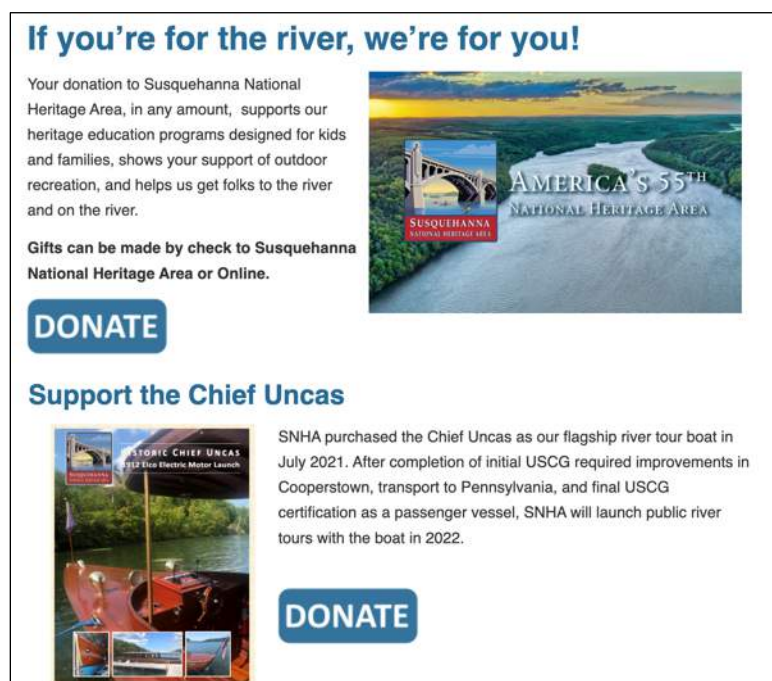 If you're for the river, we're for you!
Your donation to Susquehanna National
Heritage Area, in any amount,  supports our
heritage education programs designed for kids
and families, shows your support of outdoor
recreation, and helps us get folks to the river
and on the river.
Gifts can be made by check to Susquehanna
National Heritage Area or Online.
DONATE
SUSQUEHANNA
NATIONAL HERITAGE AREA
AMERICA'S 55TH
NATIONAL HERITAGE AREA
Support the Chief Uncas
HISTORIC CHIEF UNCAS
1912 Elco Electric Motor Launch
SNHA purchased the Chief Uncas as our flagship river tour boat in
July 2021. After completion of initial USCG required improvements in
Cooperstown, transport to Pennsylvania, and final USCG
certification as a passenger vessel, SNHA will launch public river
tours with the boat in 2022.
DONATE